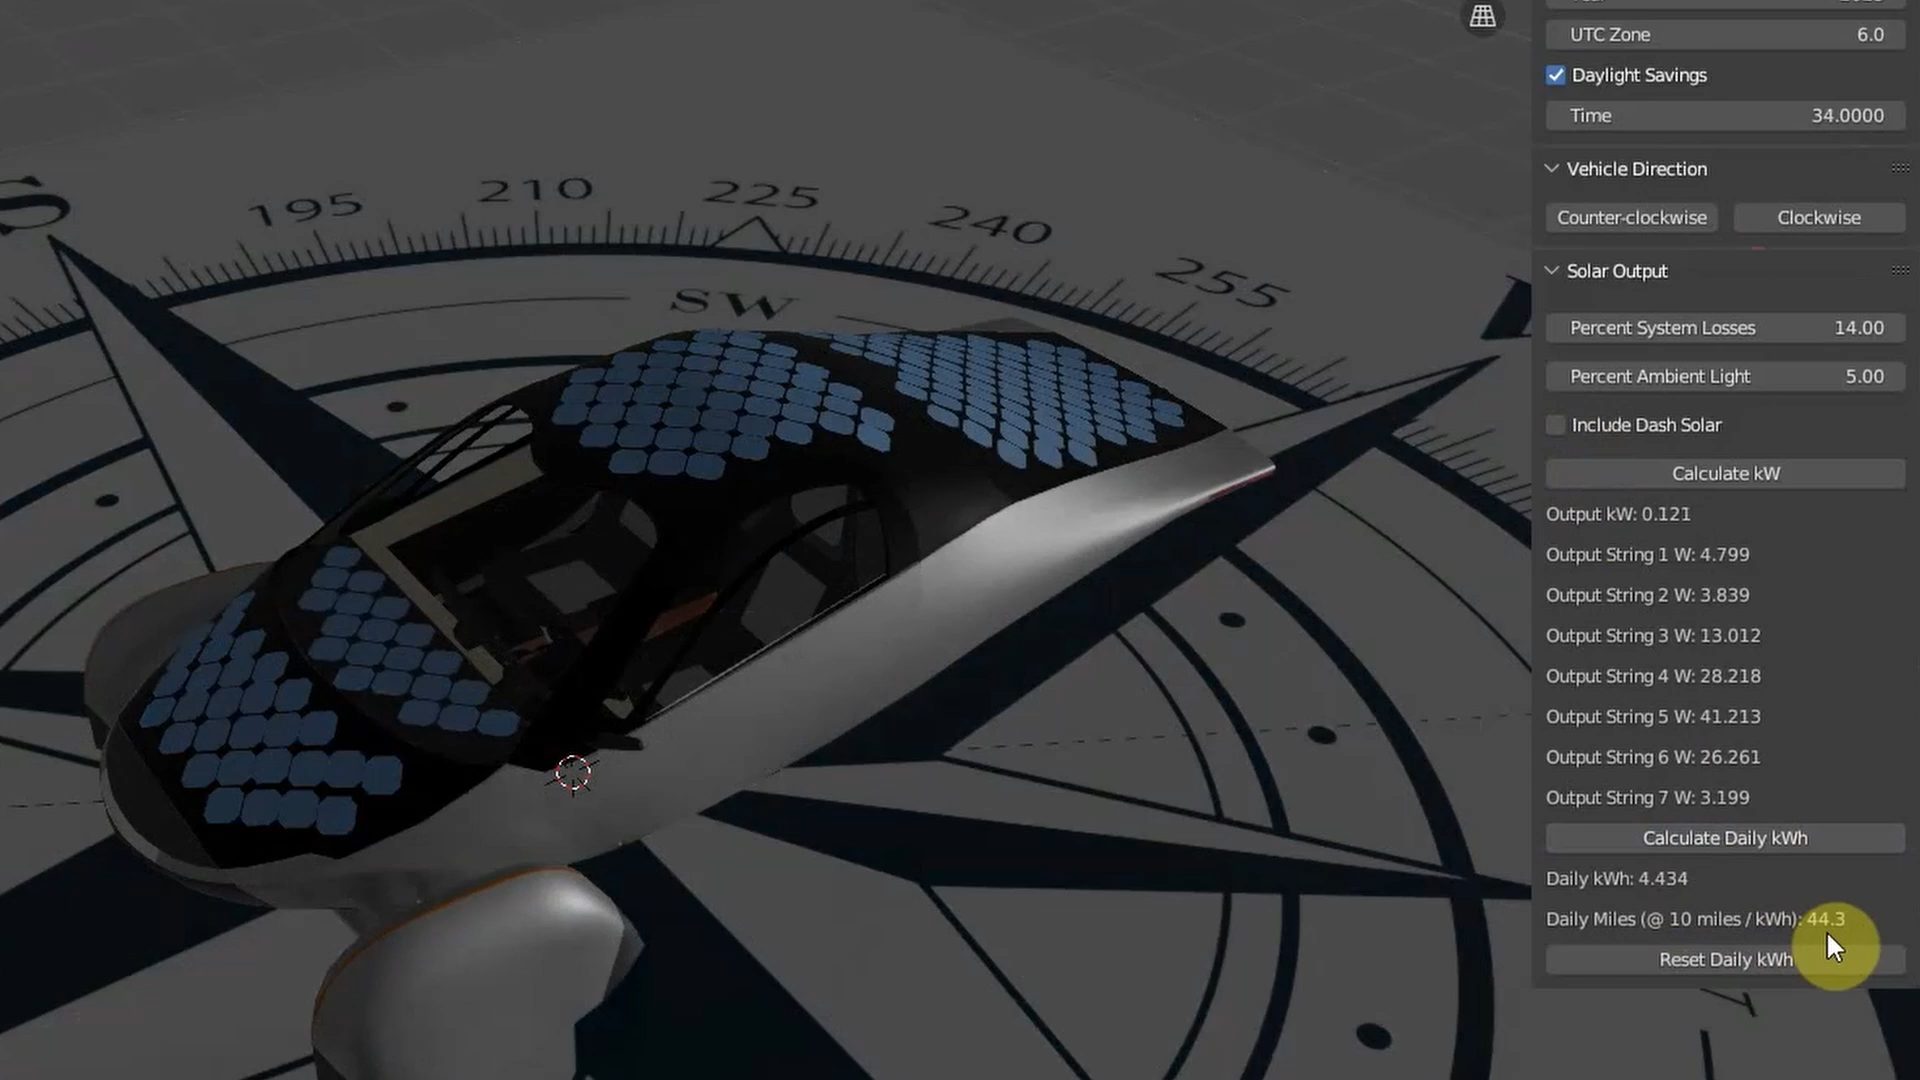 UTC Zone 6.0
Daylight Savings
Time 34.0000
Vehicle Direction
Counter-clockwise Clockwise
Solar Output
Percent System Losses 14.00
Percent Ambient Light 5.00
Include Dash Solar
Calculate kW
Output kW: 0.121
Output String 1 W: 4.799
Output String 2 W: 3.839
Output String 3 W: 13.012
Output String 4 W: 28.218
Output String 5 W: 41.213
Output String 6 W: 26.261
Output String 7 W: 3.199
Calculate Daily kWh
Daily kWh: 4.434
Daily Miles (@ 10 miles / kWh): 44.3
Reset Daily kWh
S
195
210
225
240
255
SW